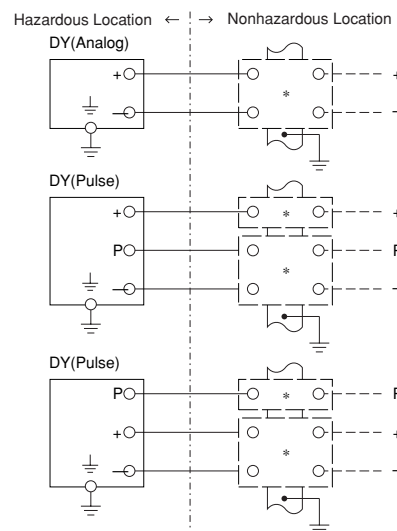 Hazardous Location ← → Nonhazardous Location
DY(Analog)
+ * +
− −
DY(Pulse)
+ * +
P * P
− −
DY(Pulse)
P * P
+ * +
− −